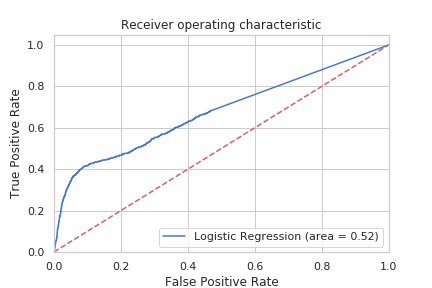 Receiver operating characteristic
1.0
0.8
0.6
0.4
0.2
0.0
True Positive Rate
Logistic Regression (area = 0.52)
0.0 0.2 0.4 0.6 0.8 1.0
False Positive Rate